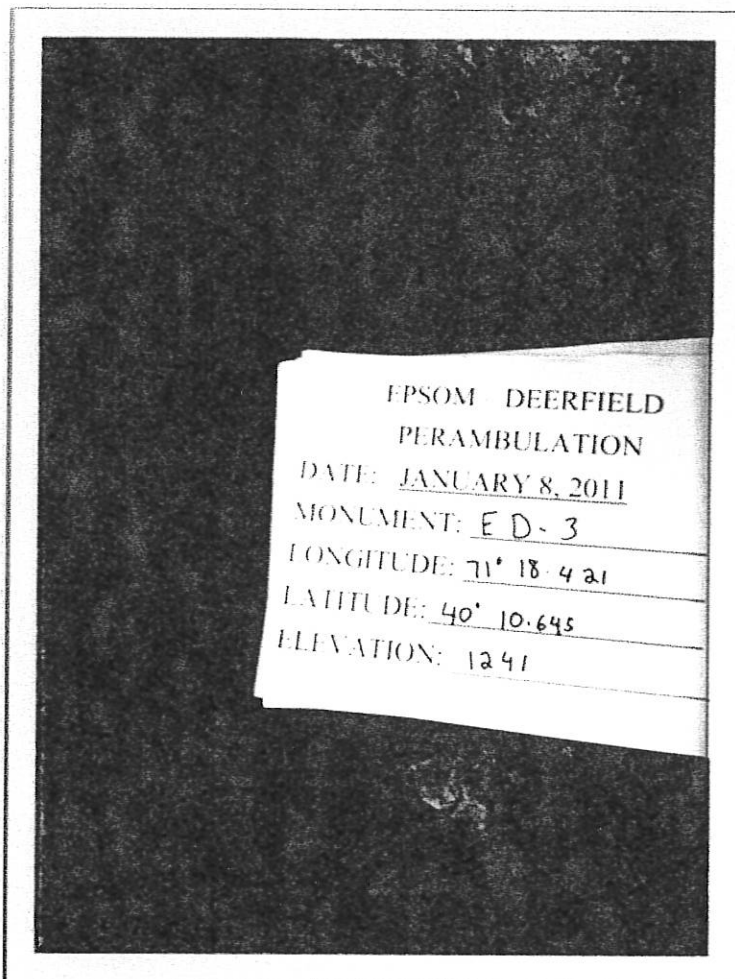 EPSOM DEERFIELD
PERAMBULATION
DATE: JANUARY 8, 2011
MONUMENT: ED-3
LONGITUDE: 71° 18.421
LATITUDE: 40° 10.645
ELEVATION: 1241